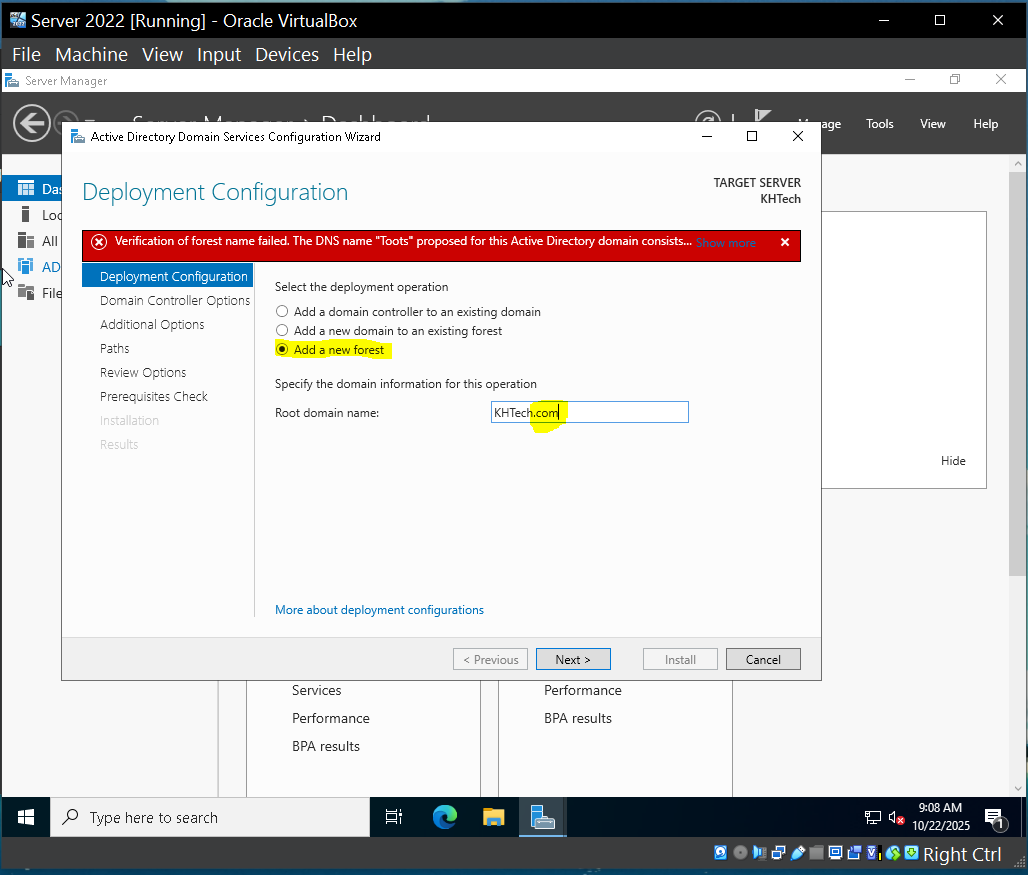 Server 2022 [Running] - Oracle VirtualBox
File Machine View Input Devices Help
Server Manager
Tools View Help
Active Directory Domain Services Configuration Wizard
Deployment Configuration
TARGET SERVER
KHTech
Verification of forest name failed. The DNS name "Toots" proposed for this Active Directory domain consists... Show more
Deployment Configuration
Domain Controller Options
Additional Options
Paths
Review Options
Prerequisites Check
Installation
Results
Select the deployment operation
Add a domain controller to an existing domain
Add a new domain to an existing forest
Add a new forest
Specify the domain information for this operation
Root domain name: KHTech.com
More about deployment configurations
< Previous Next > Install Cancel
Das
Loc
All
AD
File
Hide
Services
Performance
BPA results
Performance
BPA results
Type here to search
9:08 AM
10/22/2025
1
Right Ctrl